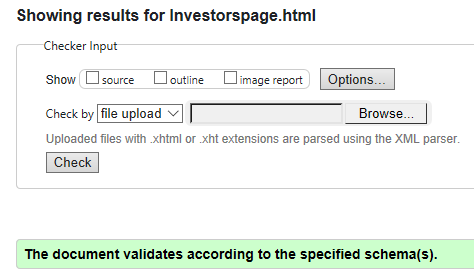 Showing results for Investorspage.html
Checker Input
Show source outline image report Options...
Check by file upload Browse...
Uploaded files with .xhtml or .xht extensions are parsed using the XML parser.
Check
The document validates according to the specified schema(s).